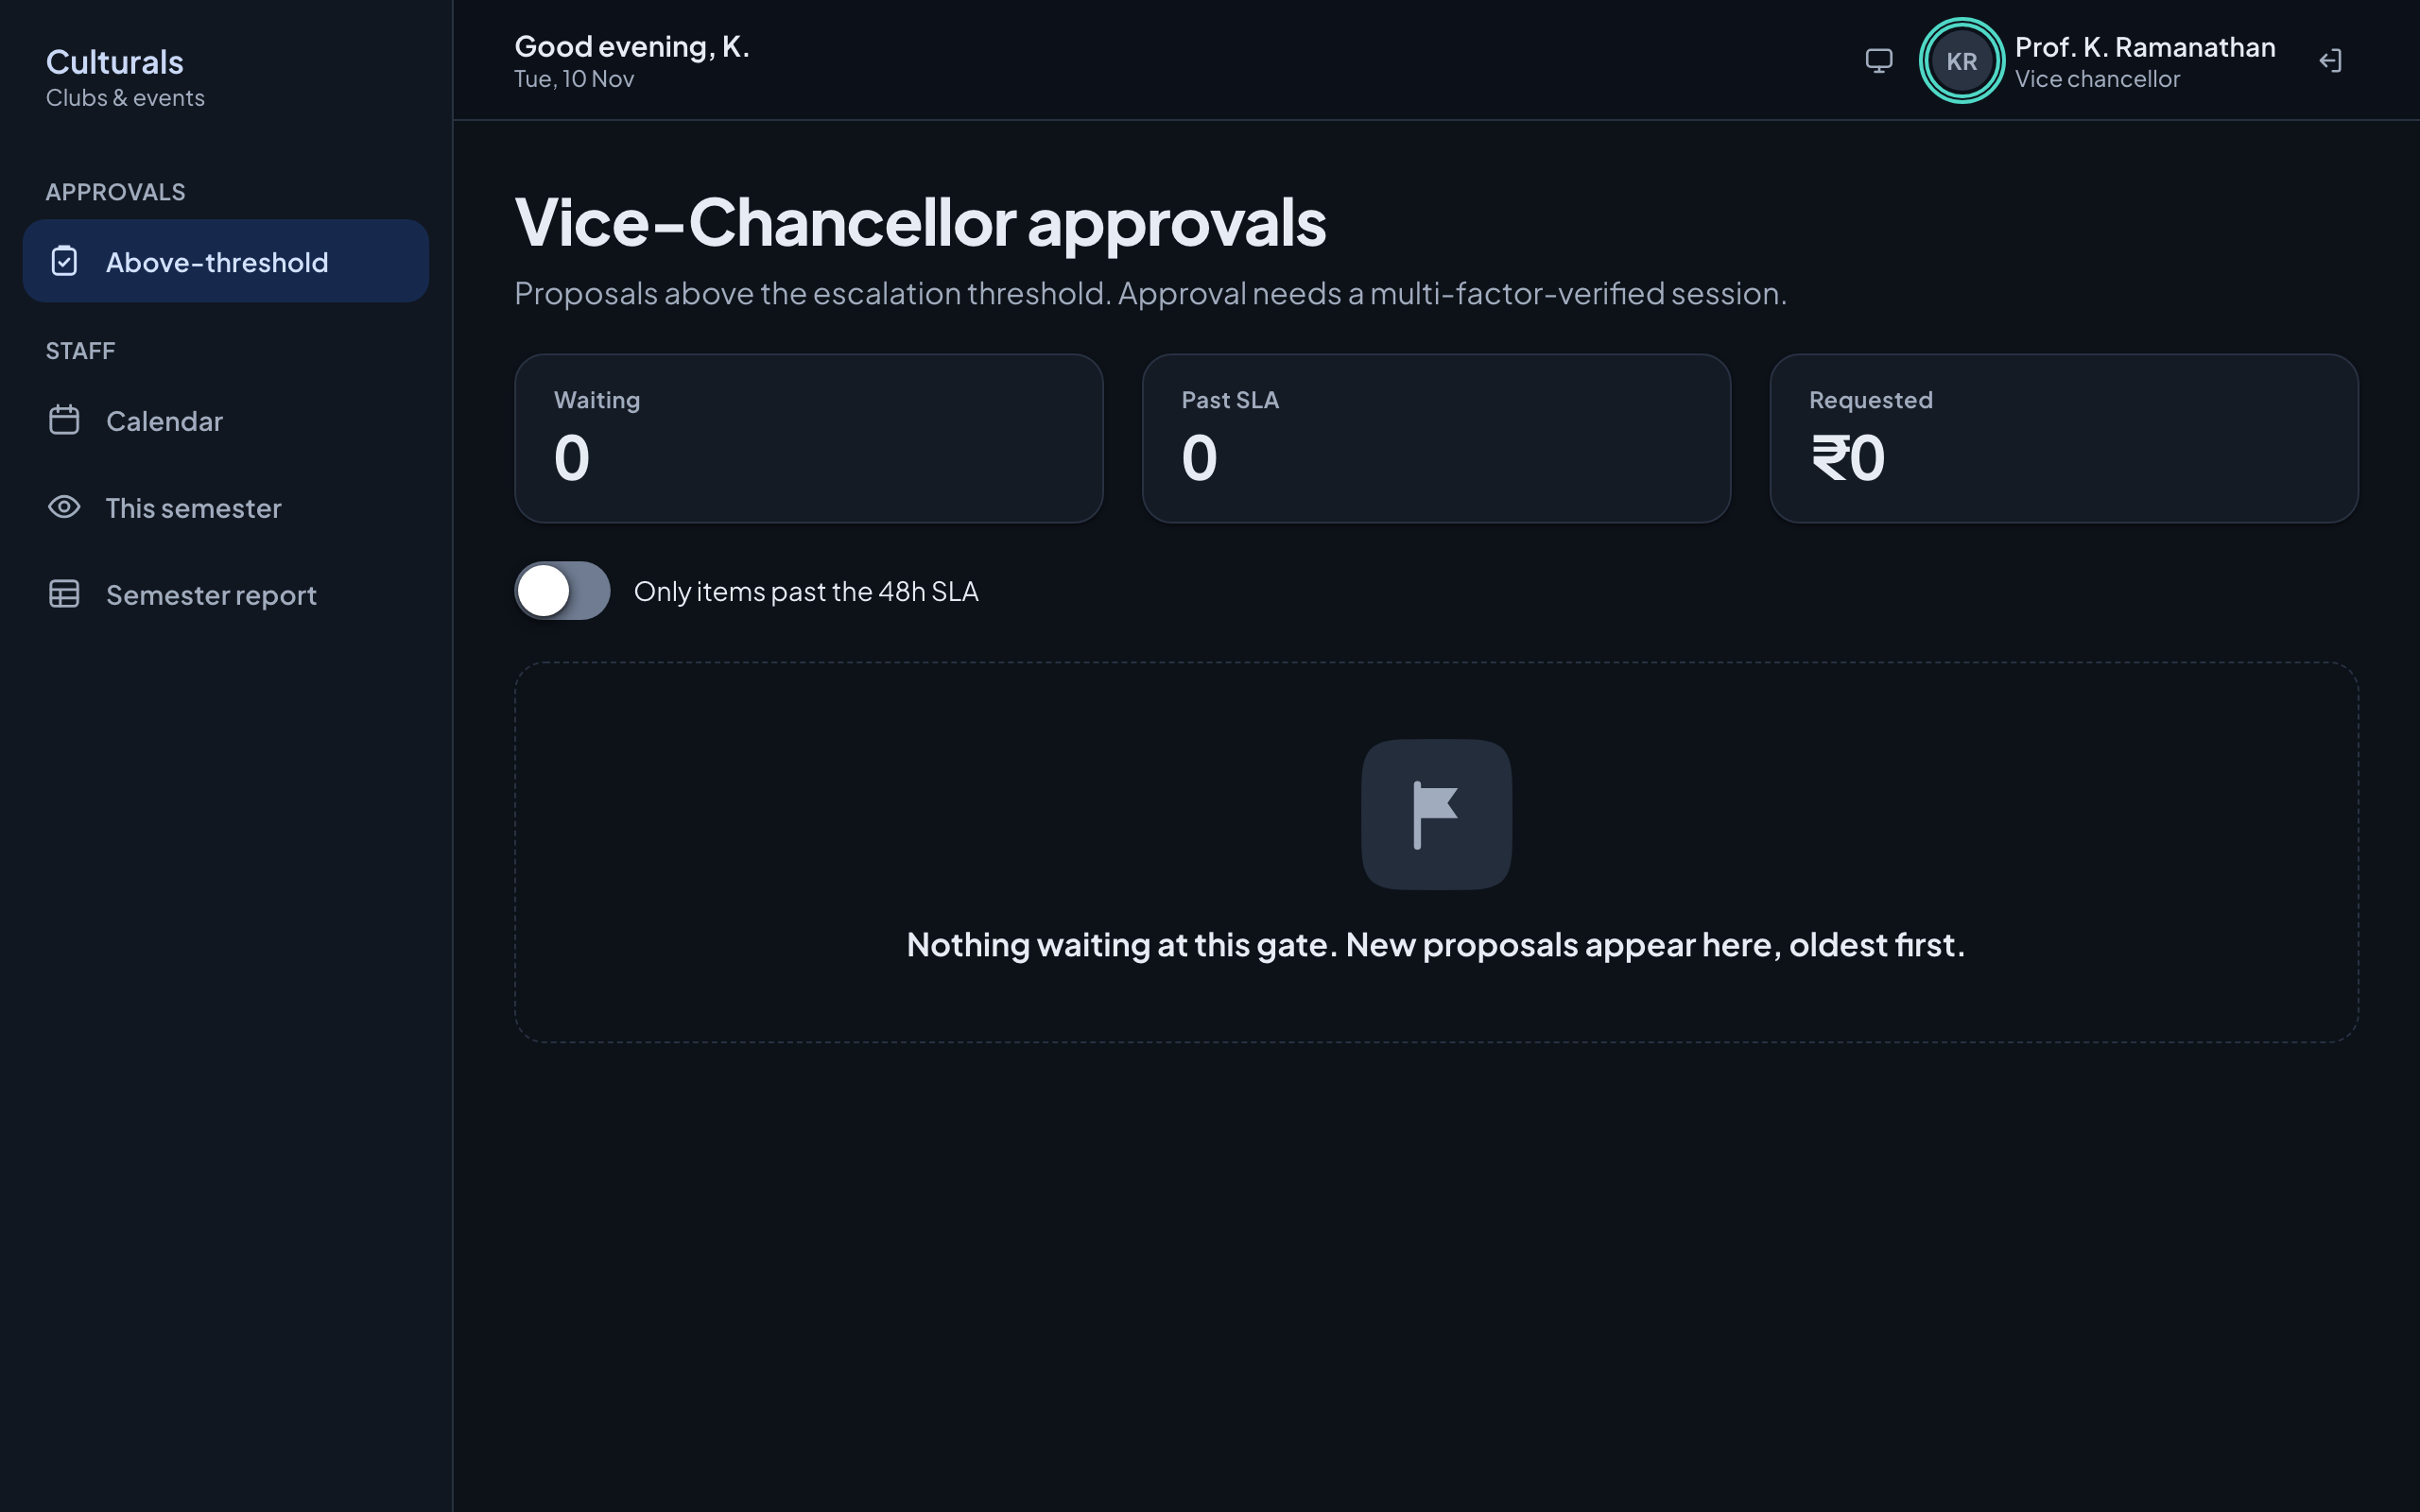 Culturals
Clubs & events
APPROVALS
Above-threshold
STAFF
Calendar
This semester
Semester report
Good evening, K.
Tue, 10 Nov
KR
Prof. K. Ramanathan
Vice chancellor
Vice-Chancellor approvals
Proposals above the escalation threshold. Approval needs a multi-factor-verified session.
Waiting
0
Past SLA
0
Requested
₹0
Only items past the 48h SLA
Nothing waiting at this gate. New proposals appear here, oldest first.